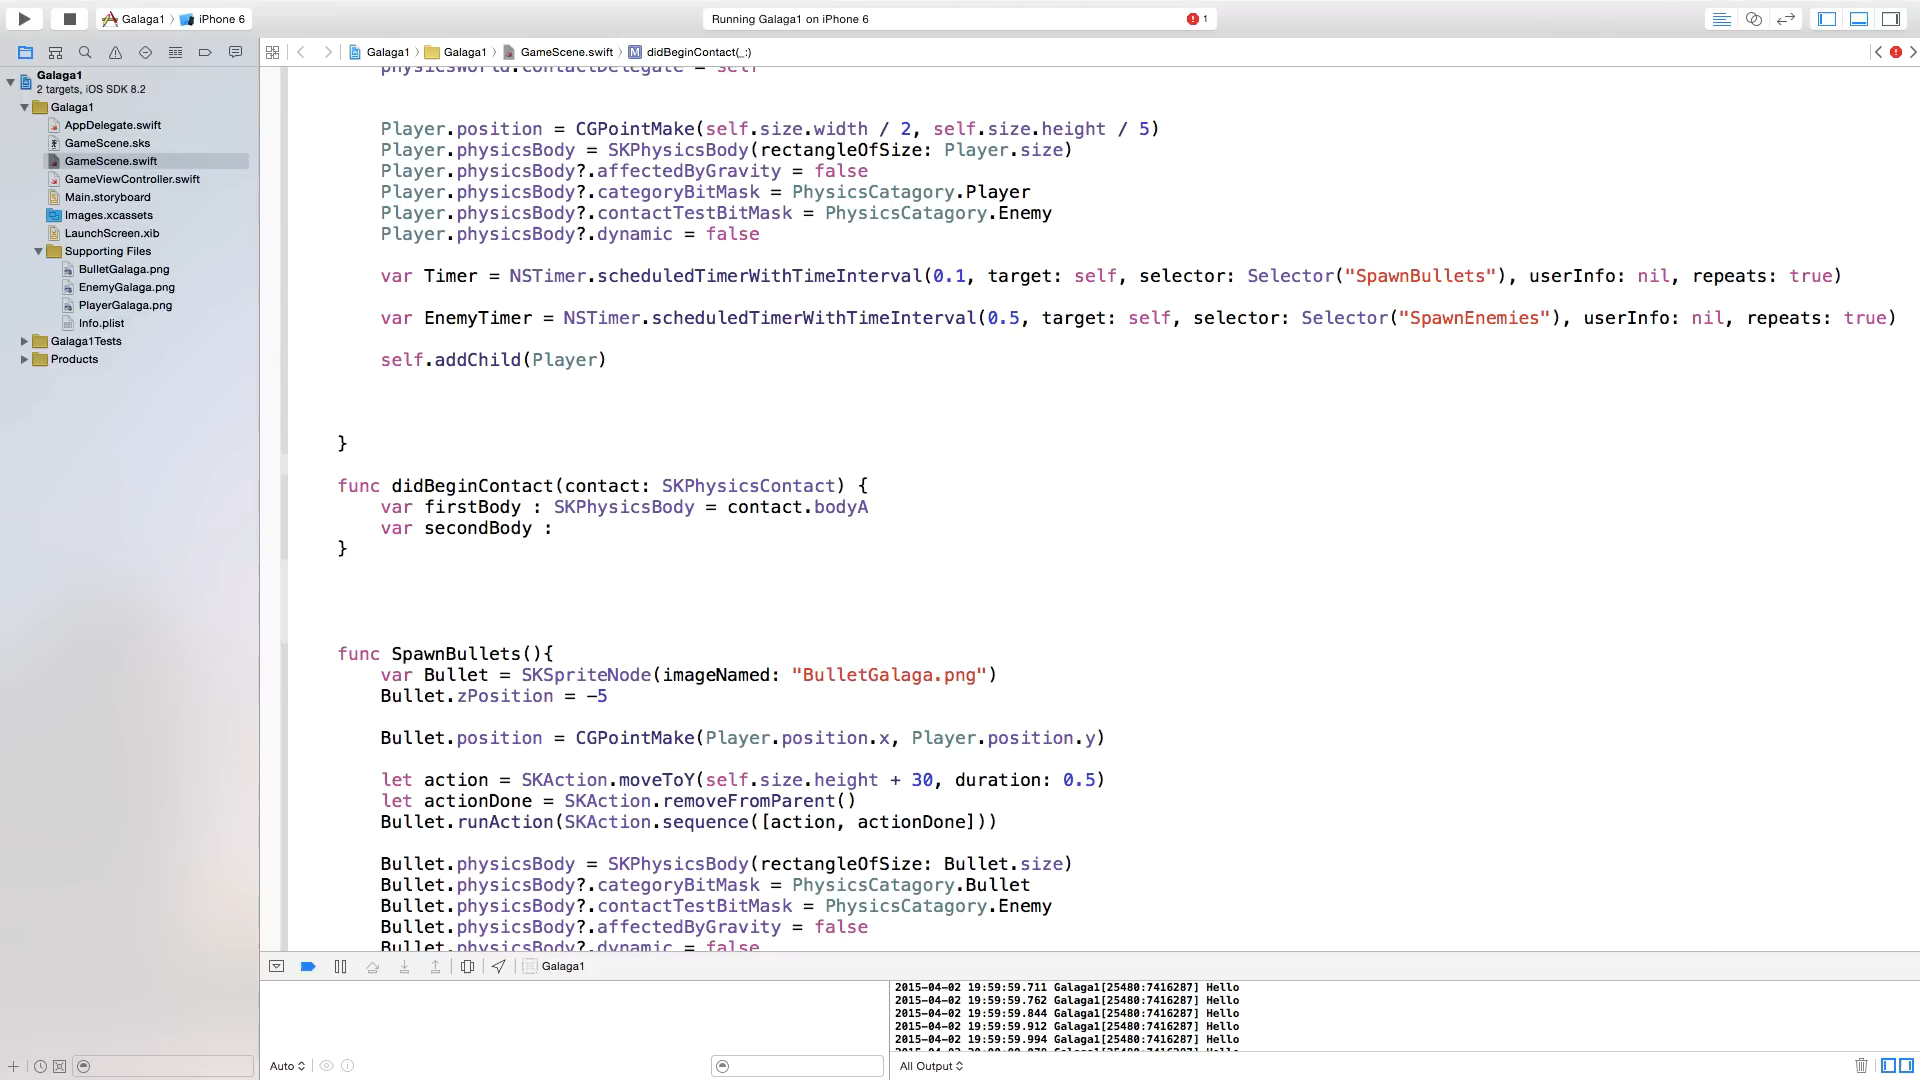 Galaga1 〉 iPhone 6
Running Galaga1 on iPhone 6
1
Galaga1 〉 Galaga1 〉 GameScene.swift 〉 M didBeginContact(_:)
Galaga1
2 targets, iOS SDK 8.2
Galaga1
AppDelegate.swift
GameScene.sks
GameScene.swift
GameViewController.swift
Main.storyboard
Images.xcassets
LaunchScreen.xib
Supporting Files
BulletGalaga.png
EnemyGalaga.png
PlayerGalaga.png
Info.plist
Galaga1Tests
Products
physicsWorld.contactDelegate = self
Player.position = CGPointMake(self.size.width / 2, self.size.height / 5)
Player.physicsBody = SKPhysicsBody(rectangleOfSize: Player.size)
Player.physicsBody?.affectedByGravity = false
Player.physicsBody?.categoryBitMask = PhysicsCatagory.Player
Player.physicsBody?.contactTestBitMask = PhysicsCatagory.Enemy
Player.physicsBody?.dynamic = false
var Timer = NSTimer.scheduledTimerWithTimeInterval(0.1, target: self, selector: Selector("SpawnBullets"), userInfo: nil, repeats: true)
var EnemyTimer = NSTimer.scheduledTimerWithTimeInterval(0.5, target: self, selector: Selector("SpawnEnemies"), userInfo: nil, repeats: true)
self.addChild(Player)
}
func didBeginContact(contact: SKPhysicsContact) {
var firstBody : SKPhysicsBody = contact.bodyA
var secondBody :
}
func SpawnBullets(){
var Bullet = SKSpriteNode(imageNamed: "BulletGalaga.png")
Bullet.zPosition = -5
Bullet.position = CGPointMake(Player.position.x, Player.position.y)
let action = SKAction.moveToY(self.size.height + 30, duration: 0.5)
let actionDone = SKAction.removeFromParent()
Bullet.runAction(SKAction.sequence([action, actionDone]))
Bullet.physicsBody = SKPhysicsBody(rectangleOfSize: Bullet.size)
Bullet.physicsBody?.categoryBitMask = PhysicsCatagory.Bullet
Bullet.physicsBody?.contactTestBitMask = PhysicsCatagory.Enemy
Bullet.physicsBody?.affectedByGravity = false
Bullet.physicsBody?.dynamic = false
Galaga1
2015-04-02 19:59:59.711 Galaga1[25480:7416287] Hello
2015-04-02 19:59:59.762 Galaga1[25480:7416287] Hello
2015-04-02 19:59:59.844 Galaga1[25480:7416287] Hello
2015-04-02 19:59:59.912 Galaga1[25480:7416287] Hello
2015-04-02 19:59:59.994 Galaga1[25480:7416287] Hello
Auto
All Output